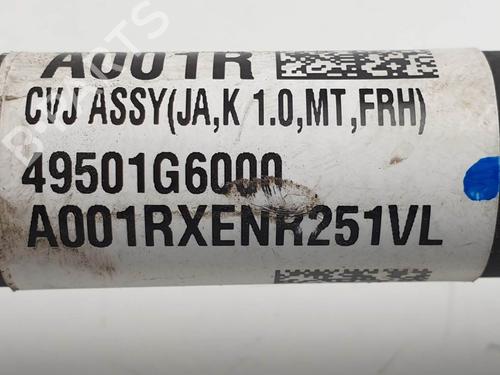 A001R
CVJ ASSY(JA,K 1.0,MT,FRH)
49501G6000
A001RXENR251VL